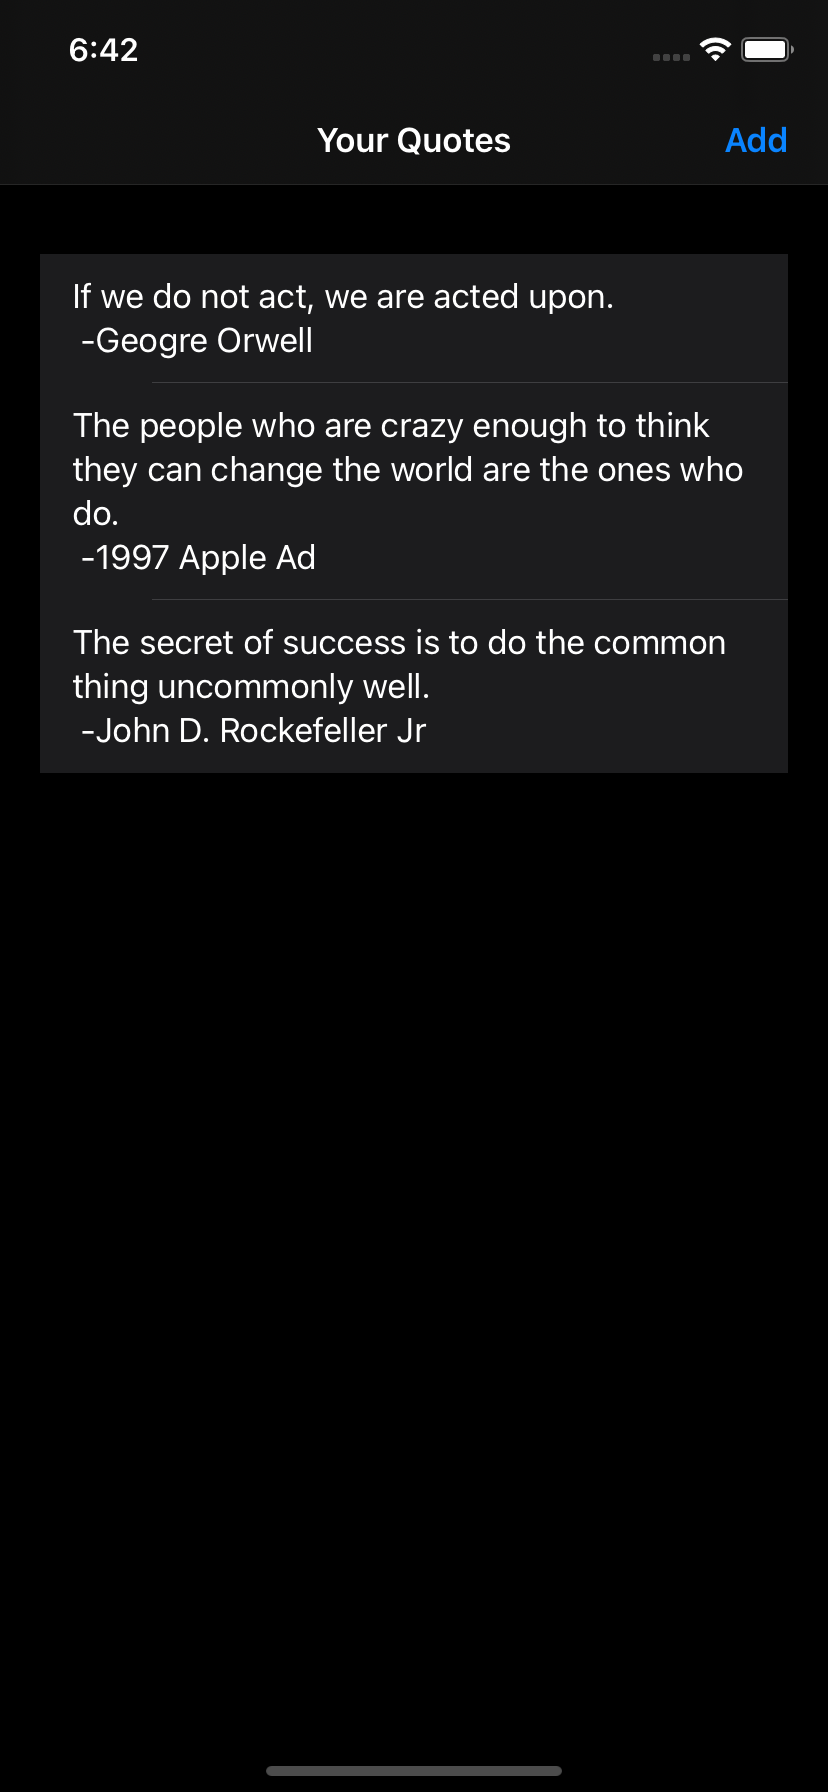 6:42
Your Quotes
Add
If we do not act, we are acted upon.
-Geogre Orwell
The people who are crazy enough to think
they can change the world are the ones who
do.
-1997 Apple Ad
The secret of success is to do the common
thing uncommonly well.
-John D. Rockefeller Jr